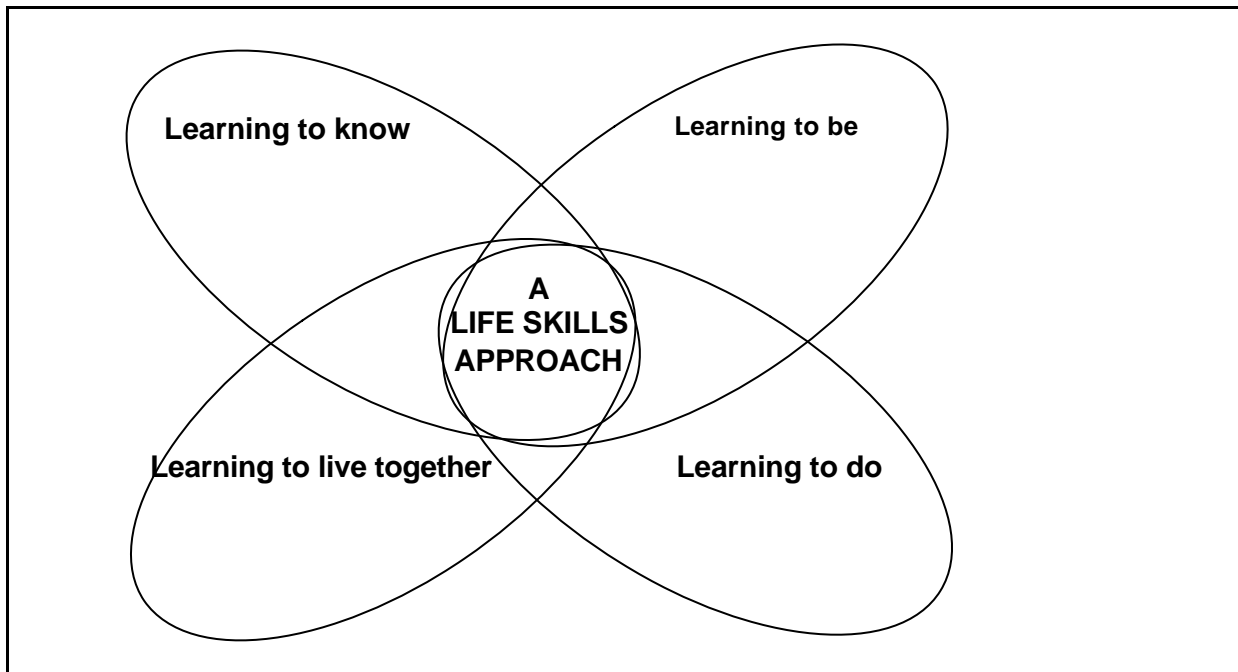 Learning to know
Learning to be
A
LIFE SKILLS
APPROACH
Learning to live together
Learning to do